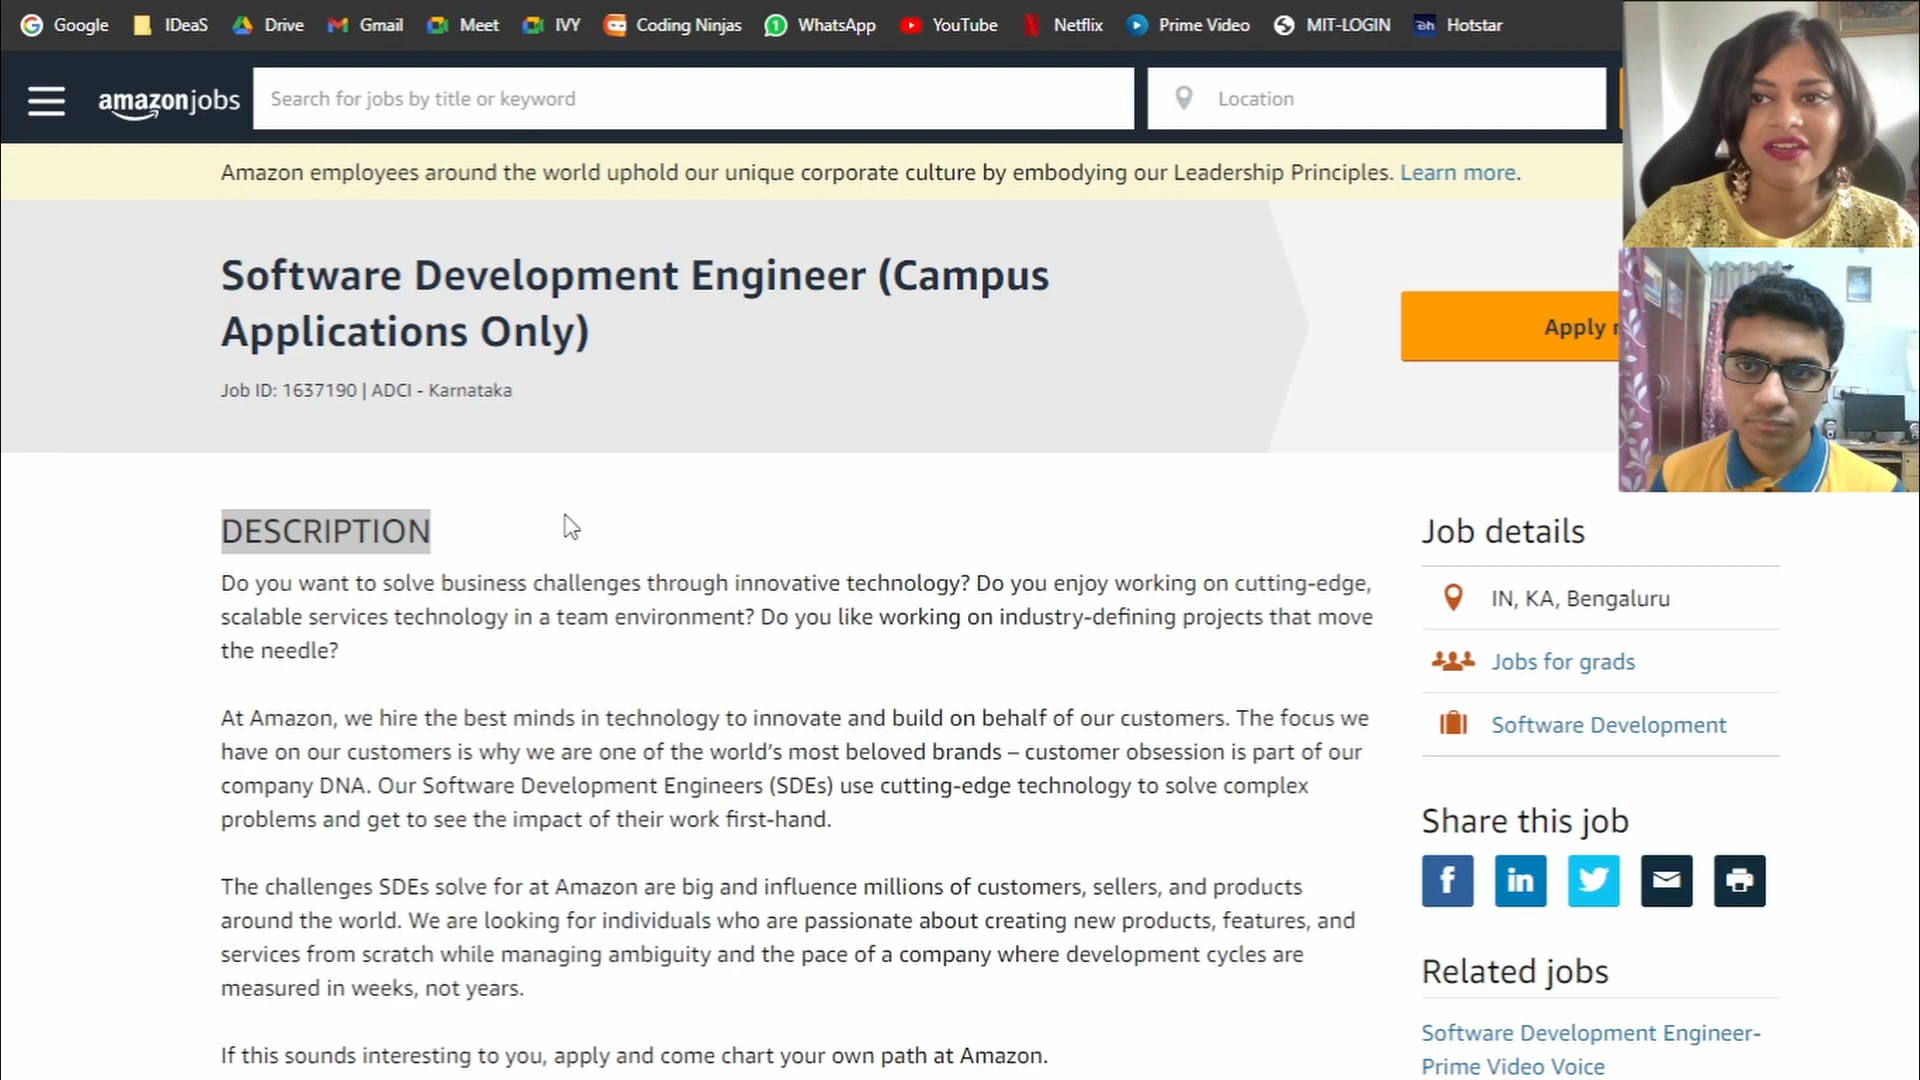 Google IDeaS Drive Gmail Meet IVY Coding Ninjas WhatsApp YouTube Netflix Prime Video MIT-LOGIN Hotstar
amazonjobs Search for jobs by title or keyword Location
Amazon employees around the world uphold our unique corporate culture by embodying our Leadership Principles. Learn more.
Software Development Engineer (Campus
Applications Only)
Apply
Job ID: 1637190 | ADCI - Karnataka
DESCRIPTION
Do you want to solve business challenges through innovative technology? Do you enjoy working on cutting-edge,
scalable services technology in a team environment? Do you like working on industry-defining projects that move
the needle?
At Amazon, we hire the best minds in technology to innovate and build on behalf of our customers. The focus we
have on our customers is why we are one of the world's most beloved brands – customer obsession is part of our
company DNA. Our Software Development Engineers (SDEs) use cutting-edge technology to solve complex
problems and get to see the impact of their work first-hand.
The challenges SDEs solve for at Amazon are big and influence millions of customers, sellers, and products
around the world. We are looking for individuals who are passionate about creating new products, features, and
services from scratch while managing ambiguity and the pace of a company where development cycles are
measured in weeks, not years.
If this sounds interesting to you, apply and come chart your own path at Amazon.
Job details
IN, KA, Bengaluru
Jobs for grads
Software Development
Share this job
Related jobs
Software Development Engineer-
Prime Video Voice